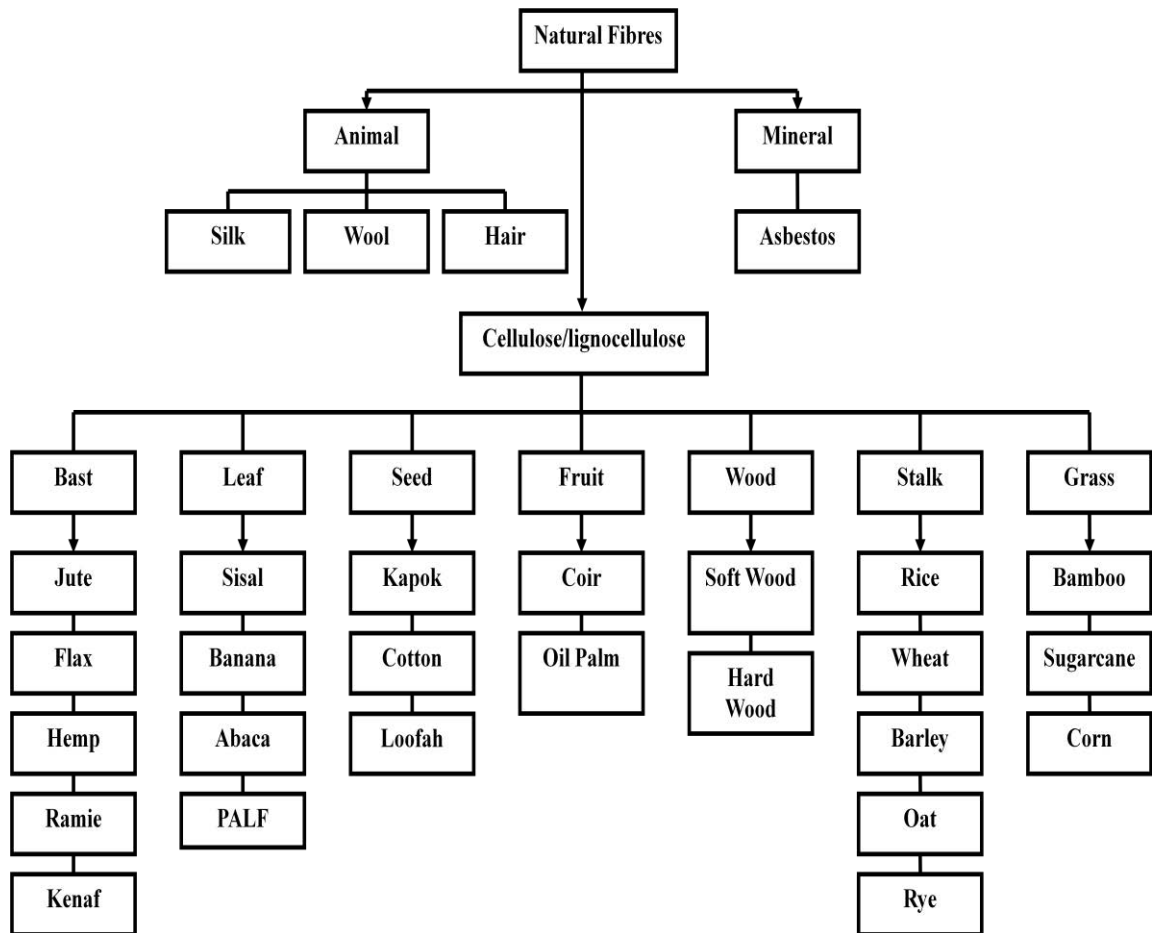 Natural Fibres
Animal
Mineral
Silk
Wool
Hair
Asbestos
Cellulose/lignocellulose
Bast
Leaf
Seed
Fruit
Wood
Stalk
Grass
Jute
Sisal
Kapok
Coir
Soft Wood
Rice
Bamboo
Flax
Banana
Cotton
Oil Palm
Hard
Wood
Wheat
Sugarcane
Hemp
Abaca
Loofah
Barley
Corn
Ramie
PALF
Oat
Kenaf
Rye